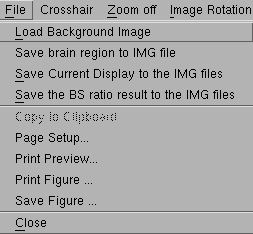 File Crosshair Zoom off Image Rotation
Load Background Image
Save brain region to IMG file
Save Current Display to the IMG files
Save the BS ratio result to the IMG files
Copy to Clipboard
Page Setup...
Print Preview...
Print Figure ...
Save Figure ...
Close